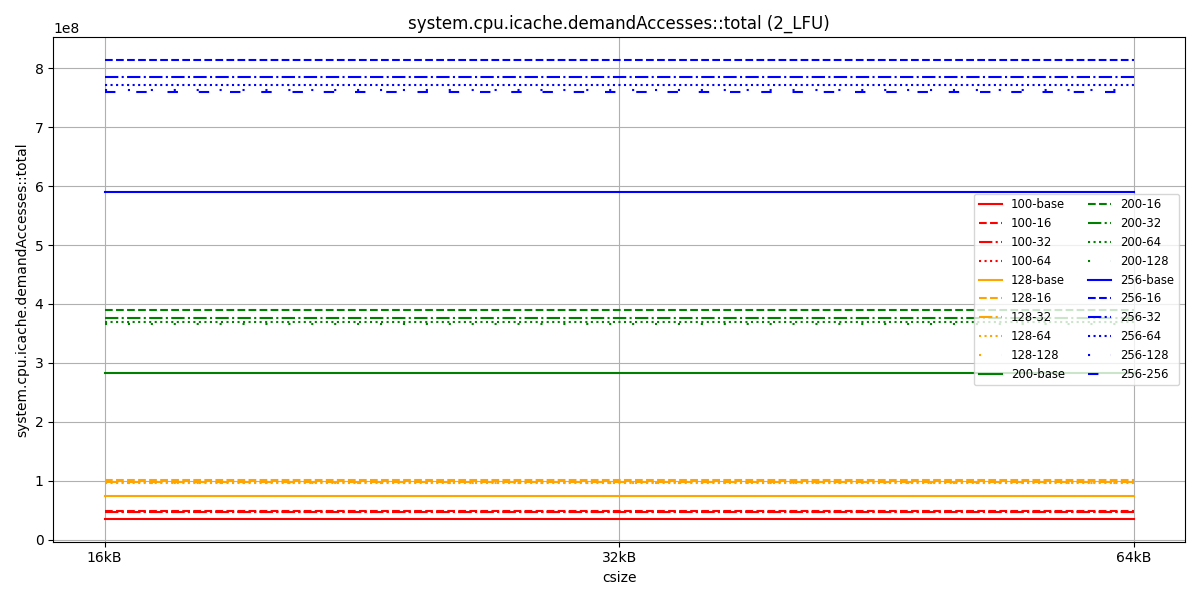 system.cpu.icache.demandAccesses::total (2_LFU)
1e8
system.cpu.icache.demandAccesses::total
8
7
6
5
4
3
2
1
0
100-base
100-16
100-32
100-64
128-base
128-16
128-32
128-64
128-128
200-base
200-16
200-32
200-64
200-128
256-base
256-16
256-32
256-64
256-128
256-256
16kB
32kB
64kB
csize